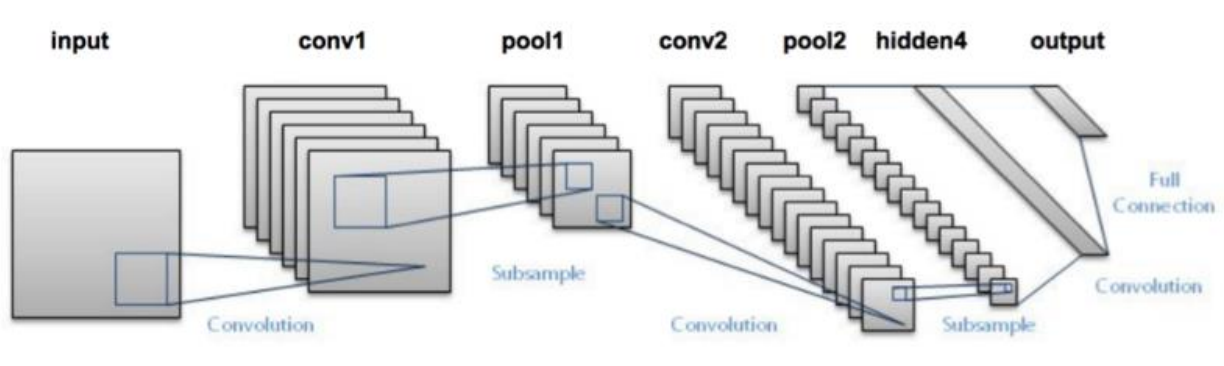 input conv1 pool1 conv2 pool2 hidden4 output
Full
Connection
Subsample
Convolution
Convolution
Convolution
Subsample